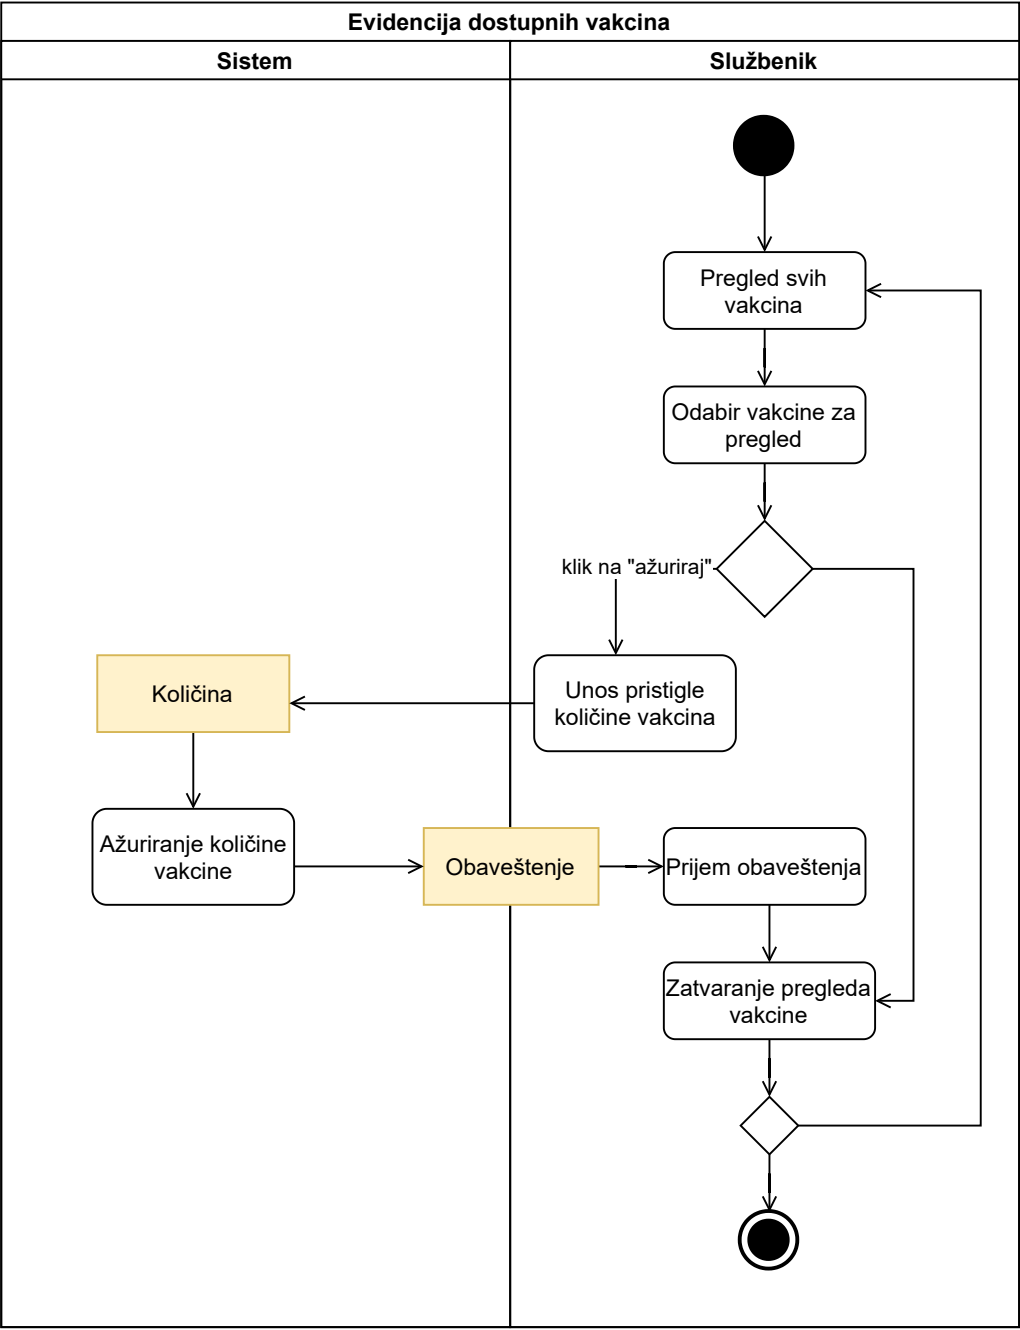 Evidencija dostupnih vakcina
Sistem
Službenik
Pregled svih
vakcina
Odabir vakcine za
pregled
klik na "ažuriraj"
Količina
Unos pristigle
količine vakcina
Ažuriranje količine
vakcine
Obaveštenje
Prijem obaveštenja
Zatvaranje pregleda
vakcine